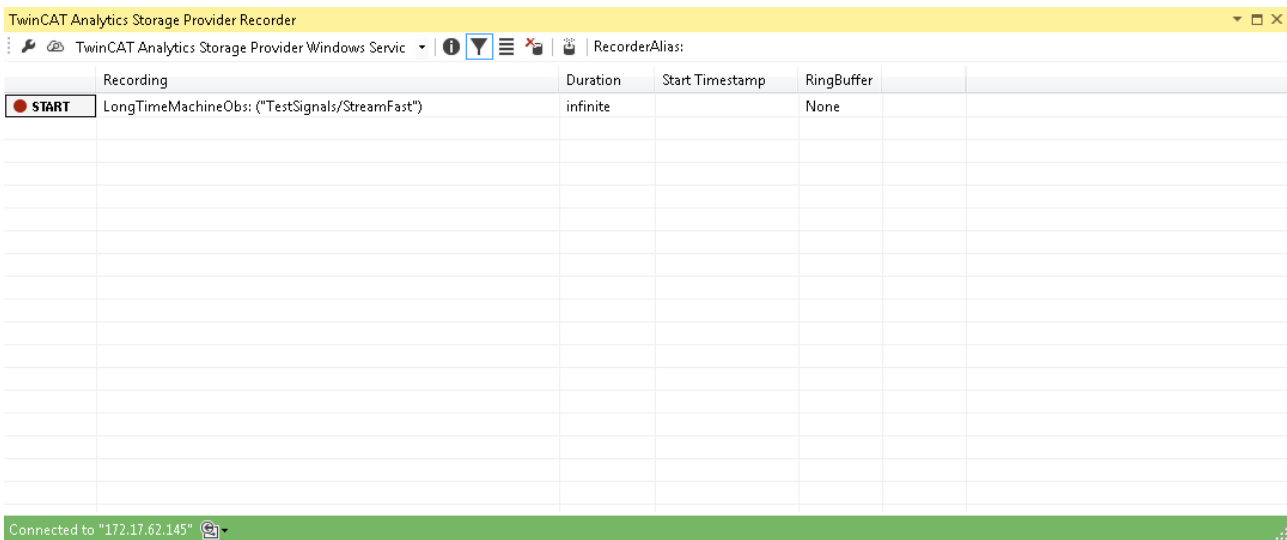 TwinCAT Analytics Storage Provider Recorder
TwinCAT Analytics Storage Provider Windows Servic RecorderAlias:
Recording Duration Start Timestamp RingBuffer
START LongTimeMachineObs: ("TestSignals/StreamFast") infinite None
Connected to "172.17.62.145"